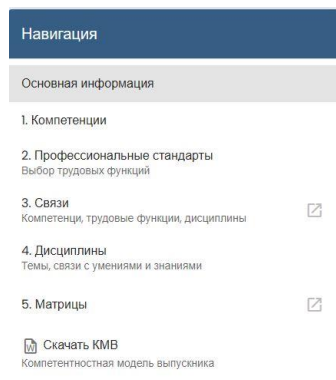 Навигация
Основная информация
1. Компетенции
2. Профессиональные стандарты
Выбор трудовых функций
3. Связи
Компетенци, трудовые функции, дисциплины
4. Дисциплины
Темы, связи с умениями и знаниями
5. Матрицы
Скачать КМВ
Компетентностная модель выпускника